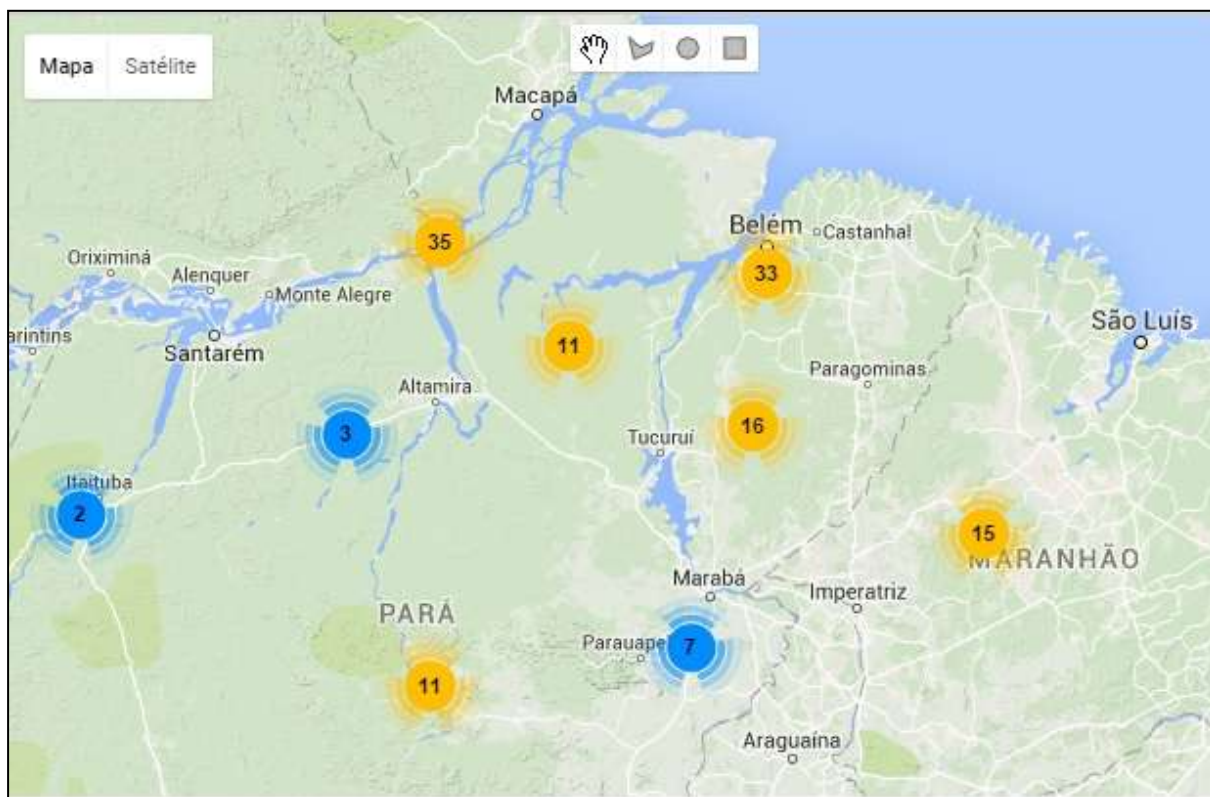 Mapa Satélite
Macapá
Belém
Castanhal
35
33
Oriximiná
Alenquer
Monte Alegre
São Luís
arintins
Santarém
11
Paragominas
Altamira
16
3
Tucuruí
Itaituba
2
15
MARANHÃO
Marabá
Imperatriz
PARÁ
Parauape
7
11
Araguaína